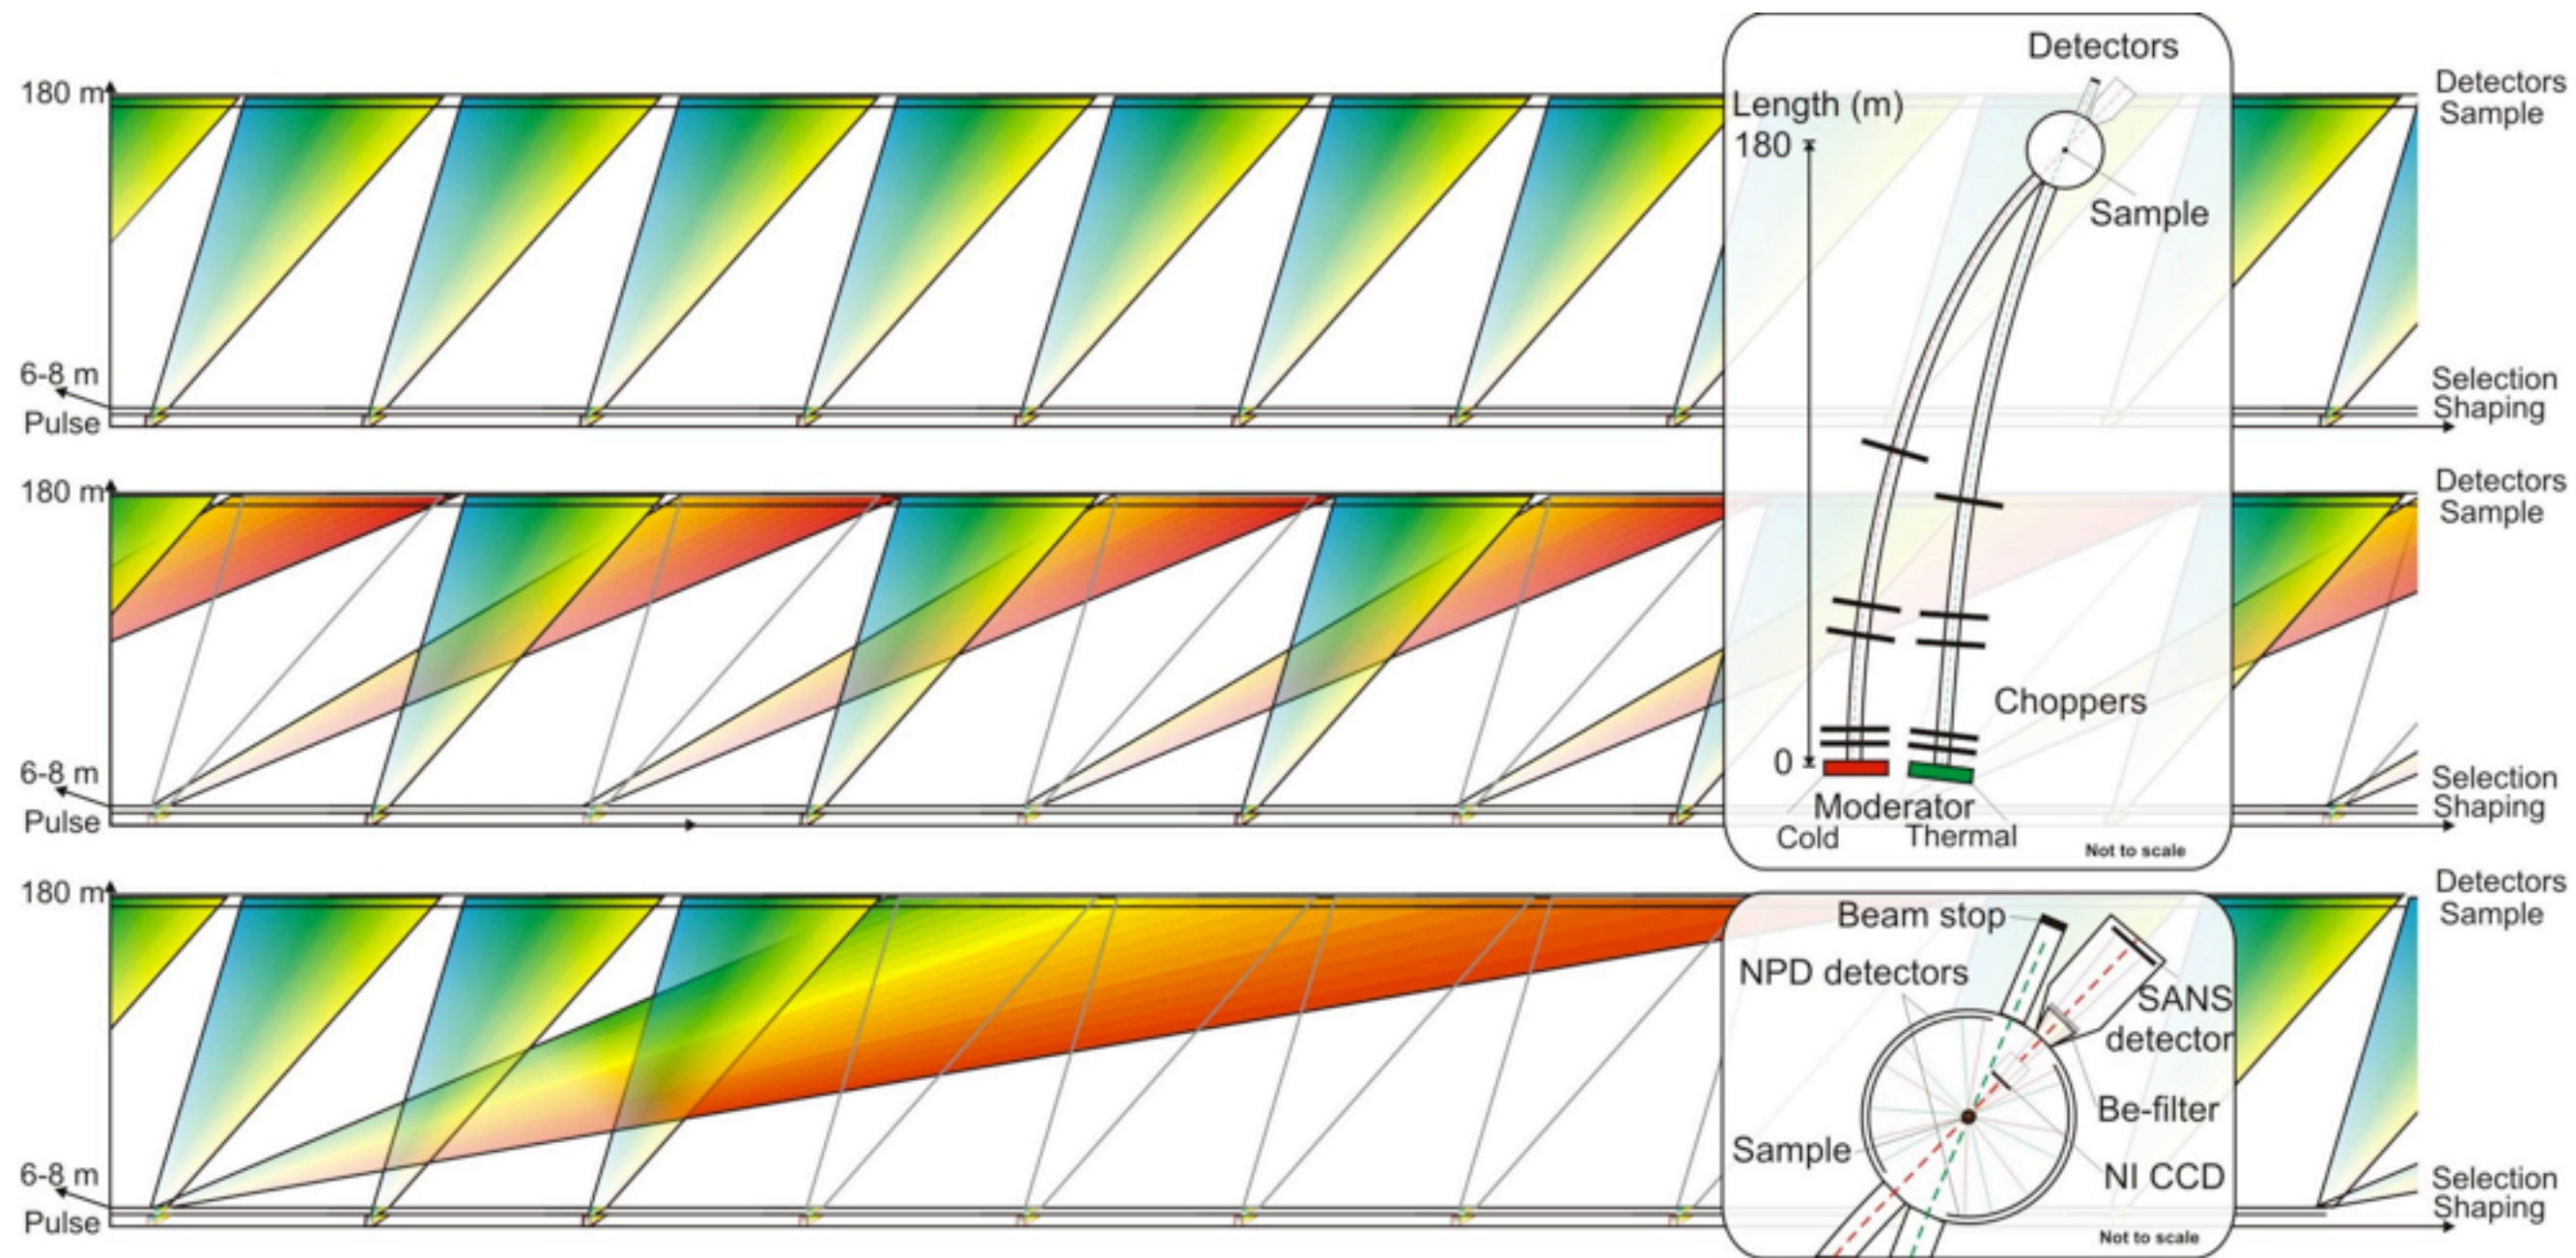 180 m
Detectors
Sample
6-8 m
Pulse
Selection
Shaping
180 m
Detectors
Sample
6-8 m
Pulse
Selection
Shaping
180 m
Detectors
Sample
6-8 m
Pulse
Selection
Shaping
Detectors
Length (m)
180
Sample
Choppers
0
Moderator
Cold
Thermal
Not to scale
Beam stop
NPD detectors
SANS
detector
Be-filter
Sample
NI CCD
Not to scale